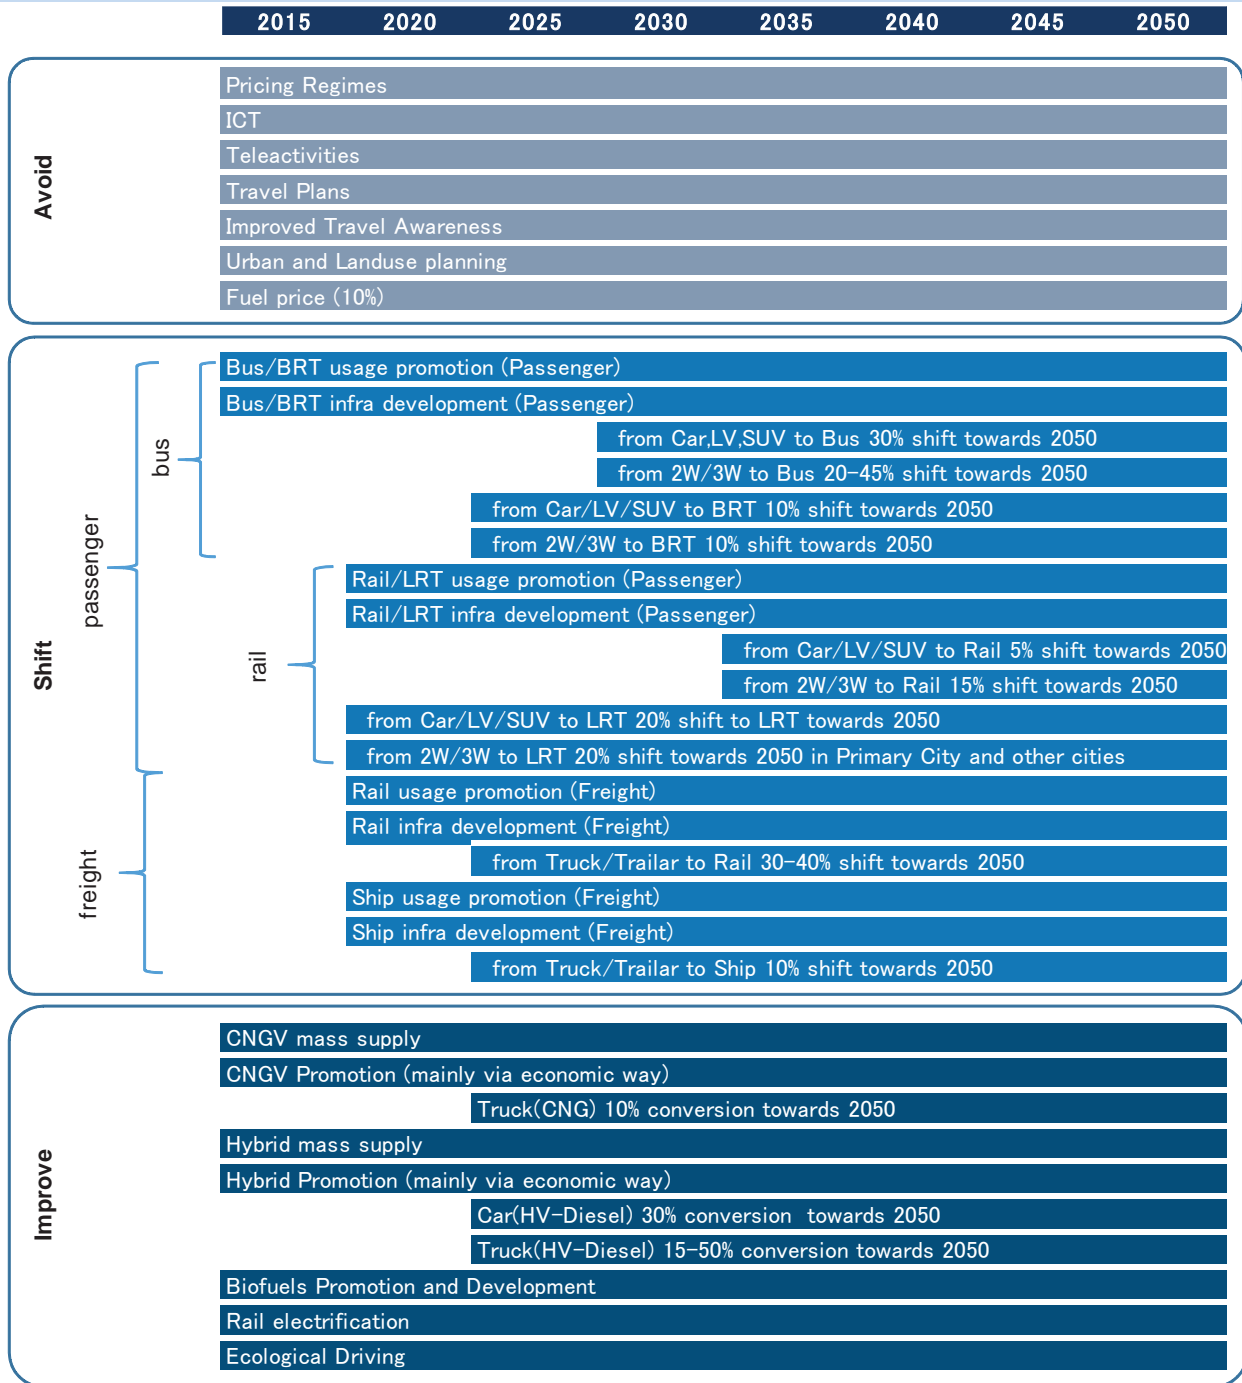 2015 2020 2025 2030 2035 2040 2045 2050
Avoid
Pricing Regimes
ICT
Teleactivities
Travel Plans
Improved Travel Awareness
Urban and Landuse planning
Fuel price (10%)
Shift
passenger
bus
Bus/BRT usage promotion (Passenger)
Bus/BRT infra development (Passenger)
from Car,LV,SUV to Bus 30% shift towards 2050
from 2W/3W to Bus 20-45% shift towards 2050
from Car/LV/SUV to BRT 10% shift towards 2050
from 2W/3W to BRT 10% shift towards 2050
rail
Rail/LRT usage promotion (Passenger)
Rail/LRT infra development (Passenger)
from Car/LV/SUV to Rail 5% shift towards 2050
from 2W/3W to Rail 15% shift towards 2050
from Car/LV/SUV to LRT 20% shift to LRT towards 2050
from 2W/3W to LRT 20% shift towards 2050 in Primary City and other cities
freight
Rail usage promotion (Freight)
Rail infra development (Freight)
from Truck/Trailar to Rail 30-40% shift towards 2050
Ship usage promotion (Freight)
Ship infra development (Freight)
from Truck/Trailar to Ship 10% shift towards 2050
Improve
CNGV mass supply
CNGV Promotion (mainly via economic way)
Truck(CNG) 10% conversion towards 2050
Hybrid mass supply
Hybrid Promotion (mainly via economic way)
Car(HV-Diesel) 30% conversion towards 2050
Truck(HV-Diesel) 15-50% conversion towards 2050
Biofuels Promotion and Development
Rail electrification
Ecological Driving